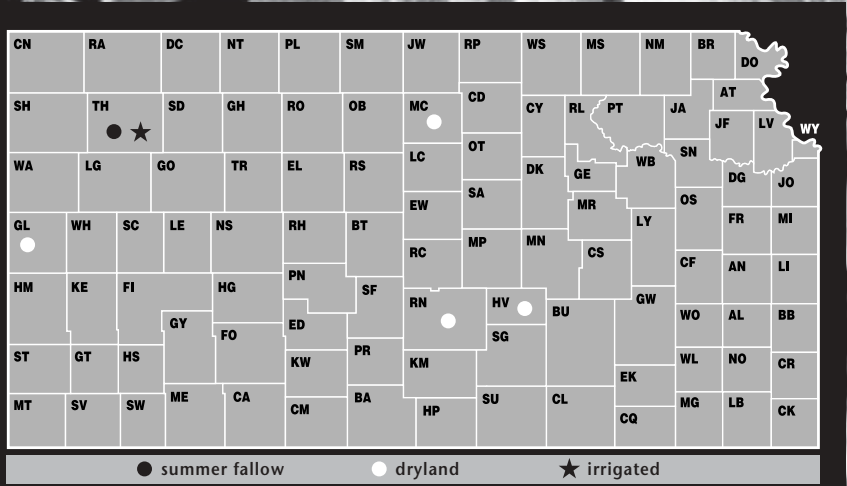 CN RA DC NT PL SM JW RP WS MS NM BR DO
SH TH SD GH RO OB MC CD CY RL PT JA AT JF LV WY
WA LG GO TR EL RS LC OT DK GE WB SN DG JO
GL WH SC LE NS RH BT EW SA MR LY OS FR MI
RC MP MN CS CF AN LI
HM KE FI HG PN SF RN HV BU GW WO AL BB
GY FO ED SG
ST GT HS KW PR KM WL NO CR
MT SV SW ME CA CM BA HP SU CL EK CQ MG LB CK
summer fallow dryland irrigated